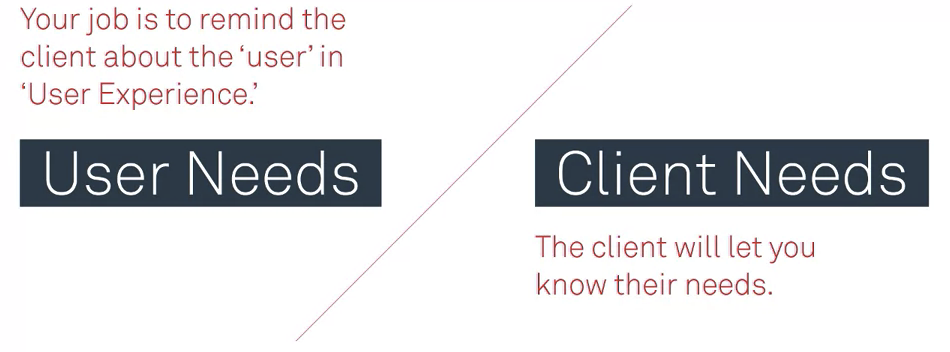 Your job is to remind the
client about the ‘user’ in
‘User Experience.’
User Needs
Client Needs
The client will let you
know their needs.